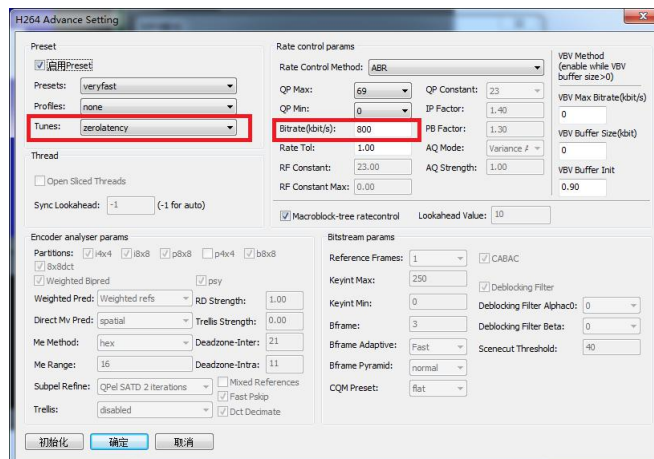 H264 Advance Setting
Preset
启用Preset
Presets: veryfast
Profiles: none
Tunes: zerolatency
Thread
Open Sliced Threads
Sync Lookahead: -1 (-1 for auto)
Rate control params
Rate Control Method: ABR
QP Max: 69 QP Constant: 23
QP Min: 0 IP Factor: 1.40
Bitrate(kbit/s): 800 PB Factor: 1.30
Rate Tol: 1.00 AQ Mode: Variance
RF Constant: 23.00 AQ Strength: 1.00
RF Constant Max: 0.00
Macroblock-tree ratecontrol Lookahead Value: 10
VBV Method
(enable while VBV
buffer size>0)
VBV Max Bitrate(kbit/s)
0
VBV Buffer Size(kbit)
0
VBV Buffer Init
0.90
Encoder analyser params
Partitions: i4x4 i8x8 p8x8 p4x4 b8x8
8x8dct
Weighted Bipred psy
Weighted Pred: Weighted refs RD Strength: 1.00
Direct Mv Pred: spatial Trellis Strength: 0.00
Me Method: hex Deadzone-Inter: 21
Me Range: 16 Deadzone-Intra: 11
Subpel Refine: QPel SATD 2 iterations Mixed References
Fast Pskip
Trellis: disabled Dct Decimate
Bitstream params
Reference Frames: 1 CABAC
Keyint Max: 250 Deblocking Filter
Keyint Min: 0 Deblocking Filter Alphac0: 0
Bframe: 3 Deblocking Filter Beta: 0
Bframe Adaptive: Fast Scenecut Threshold: 40
Bframe Pyramid: normal
CQM Preset: flat
初始化 确定 取消